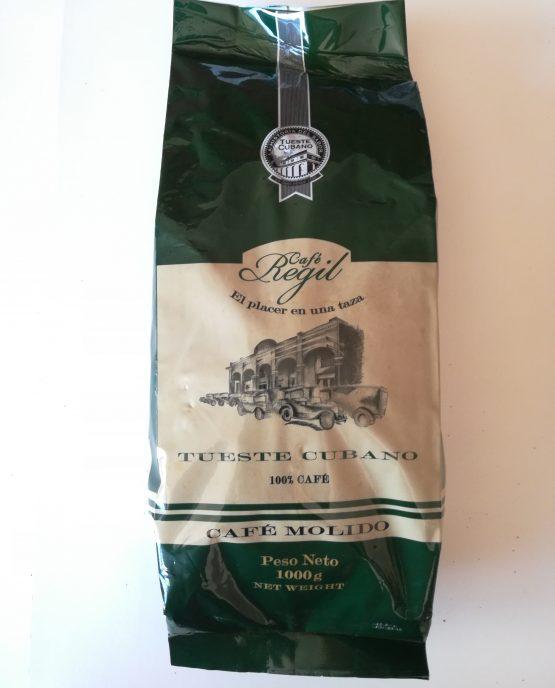 TUESTE
CUBANO
Café
Regil
El placer en una taza
TUESTE CUBANO
100% CAFÉ
CAFÉ MOLIDO
Peso Neto
1000g
NET WEIGHT